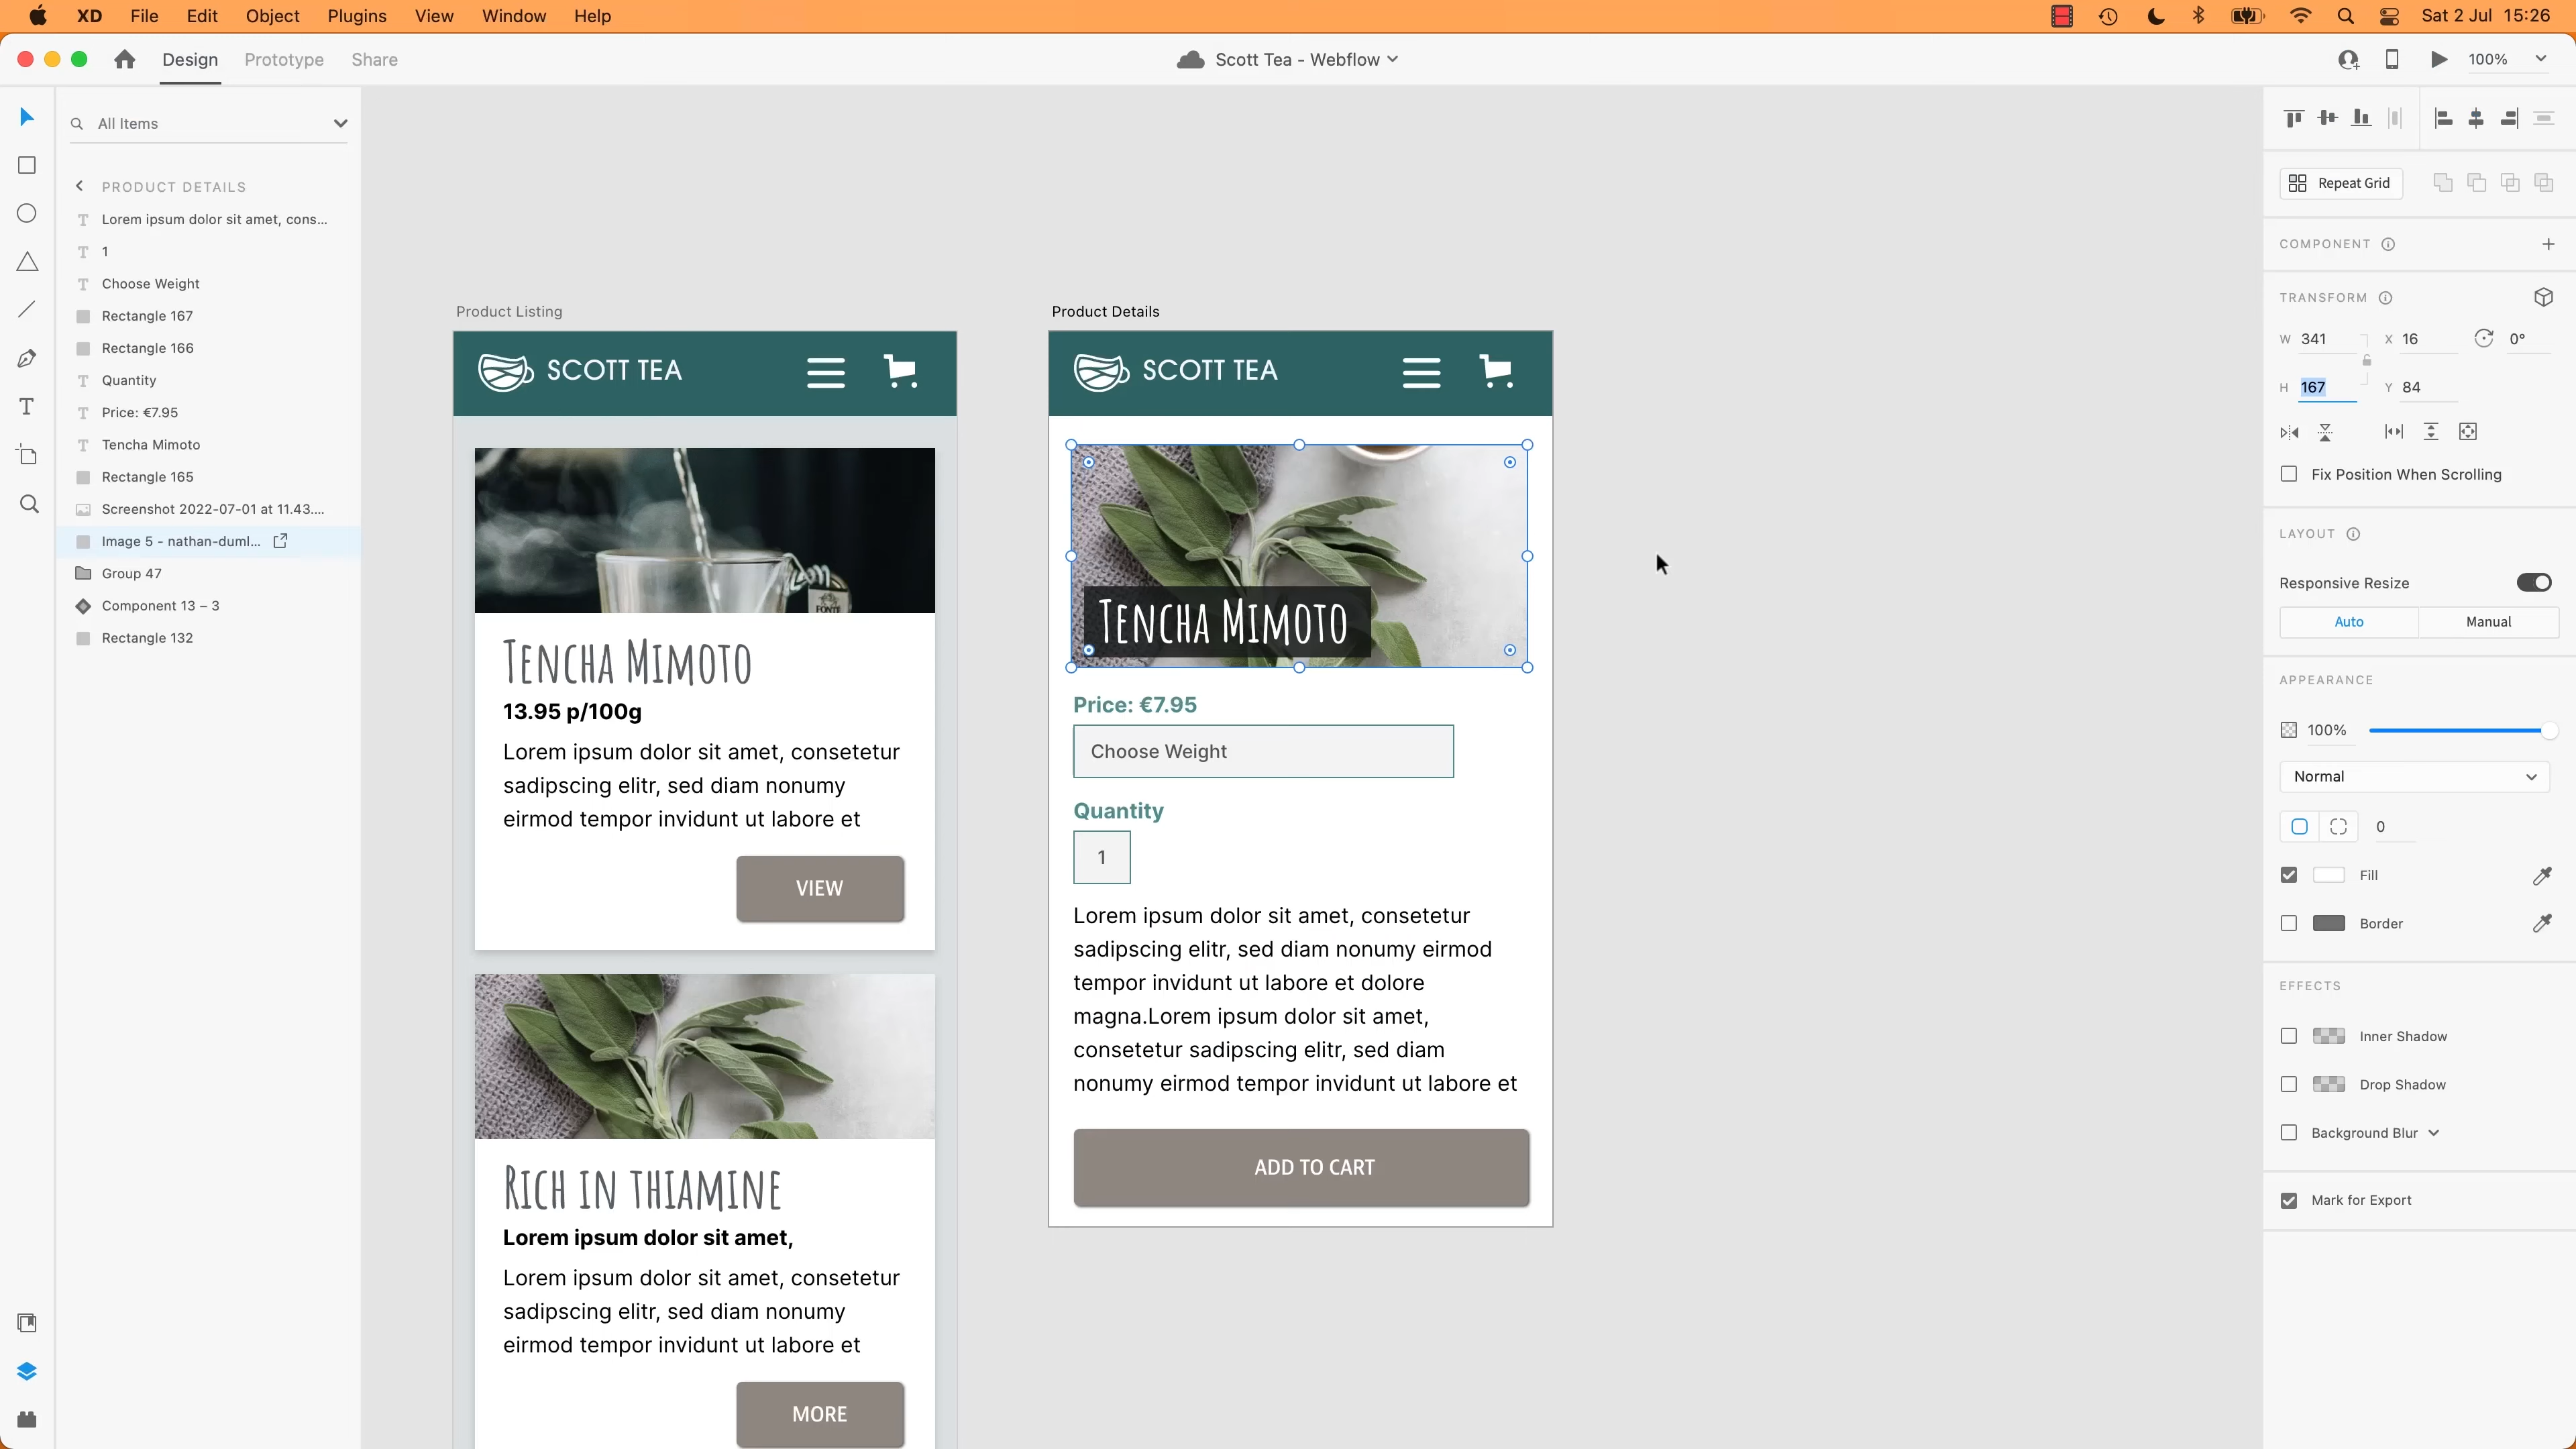 XD File Edit Object Plugins View Window Help Sat 2 Jul 15:26
Design Prototype Share Scott Tea - Webflow 100%
All Items
PRODUCT DETAILS
Lorem ipsum dolor sit amet, cons...
1
Choose Weight
Rectangle 167
Rectangle 166
Quantity
Price: €7.95
Tencha Mimoto
Rectangle 165
Screenshot 2022-07-01 at 11.43....
Image 5 - nathan-duml...
Group 47
Component 13 – 3
Rectangle 132
Product Listing
SCOTT TEA
TENCHA MIMOTO
13.95 p/100g
Lorem ipsum dolor sit amet, consetetur
sadipscing elitr, sed diam nonumy
eirmod tempor invidunt ut labore et
VIEW
RICH IN THIAMINE
Lorem ipsum dolor sit amet,
Lorem ipsum dolor sit amet, consetetur
sadipscing elitr, sed diam nonumy
eirmod tempor invidunt ut labore et
MORE
Product Details
SCOTT TEA
TENCHA MIMOTO
Price: €7.95
Choose Weight
Quantity
1
Lorem ipsum dolor sit amet, consetetur
sadipscing elitr, sed diam nonumy eirmod
tempor invidunt ut labore et dolore
magna.Lorem ipsum dolor sit amet,
consetetur sadipscing elitr, sed diam
nonumy eirmod tempor invidunt ut labore et
ADD TO CART
Repeat Grid
COMPONENT
TRANSFORM
W 341 X 16 0°
H 167 Y 84
Fix Position When Scrolling
LAYOUT
Responsive Resize
Auto Manual
APPEARANCE
100%
Normal
0
Fill
Border
EFFECTS
Inner Shadow
Drop Shadow
Background Blur
Mark for Export
FONTE